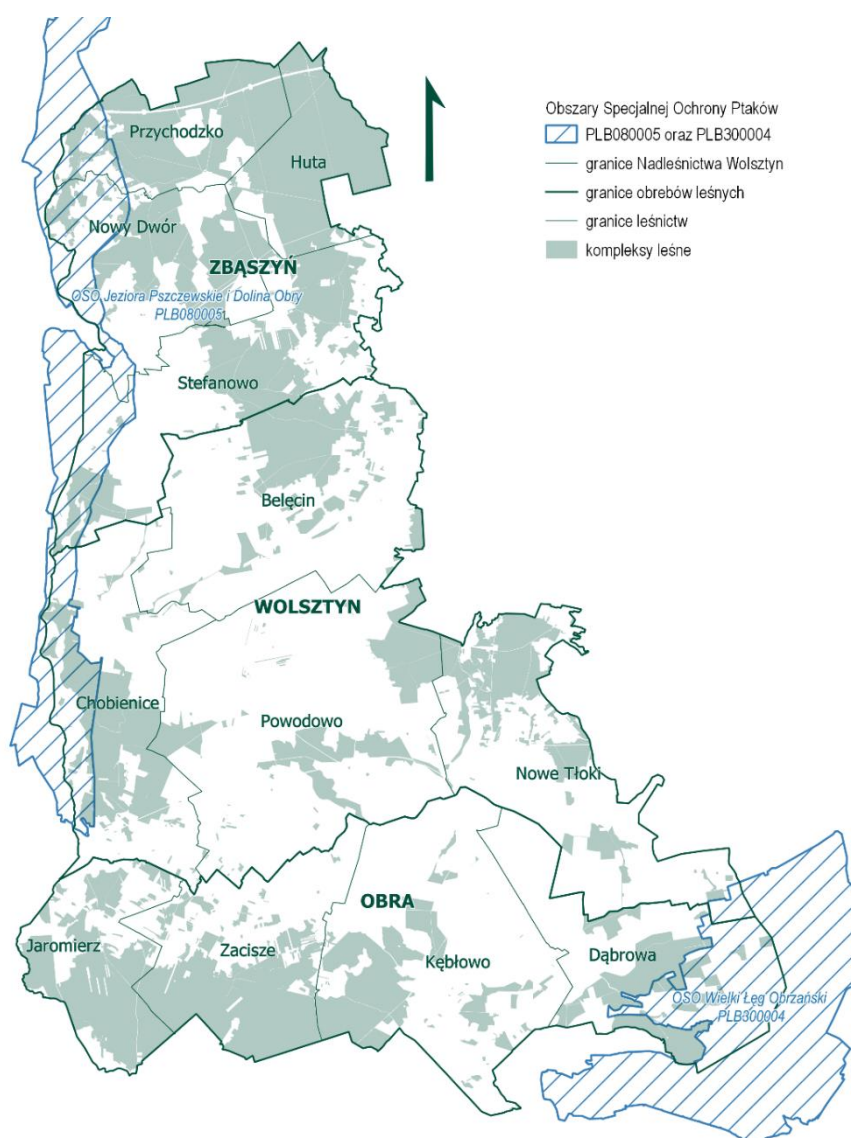 Obszary Specjalnej Ochrony Ptaków
PLB080005 oraz PLB300004
granice Nadleśnictwa Wolsztyn
granice obrębów leśnych
granice leśnictw
kompleksy leśne
Przychodzko
Huta
Nowy Dwór
ZBĄSZYŃ
OSO Jeziora Pszczewskie i Dolina Obry
PLB080005
Stefanowo
Belęcin
WOLSZTYN
Chobienice
Powodowo
Nowe Tłoki
OBRA
Jaromierz
Zacisze
Kębłowo
Dąbrowa
OSO Wielki Łęg Obrzański
PLB300004